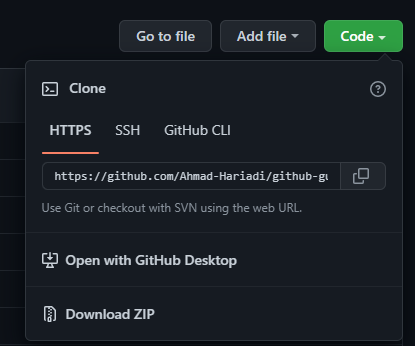 Go to file Add file Code
Clone
HTTPS SSH GitHub CLI
https://github.com/Ahmad-Hariadi/github-gu
Use Git or checkout with SVN using the web URL.
Open with GitHub Desktop
Download ZIP